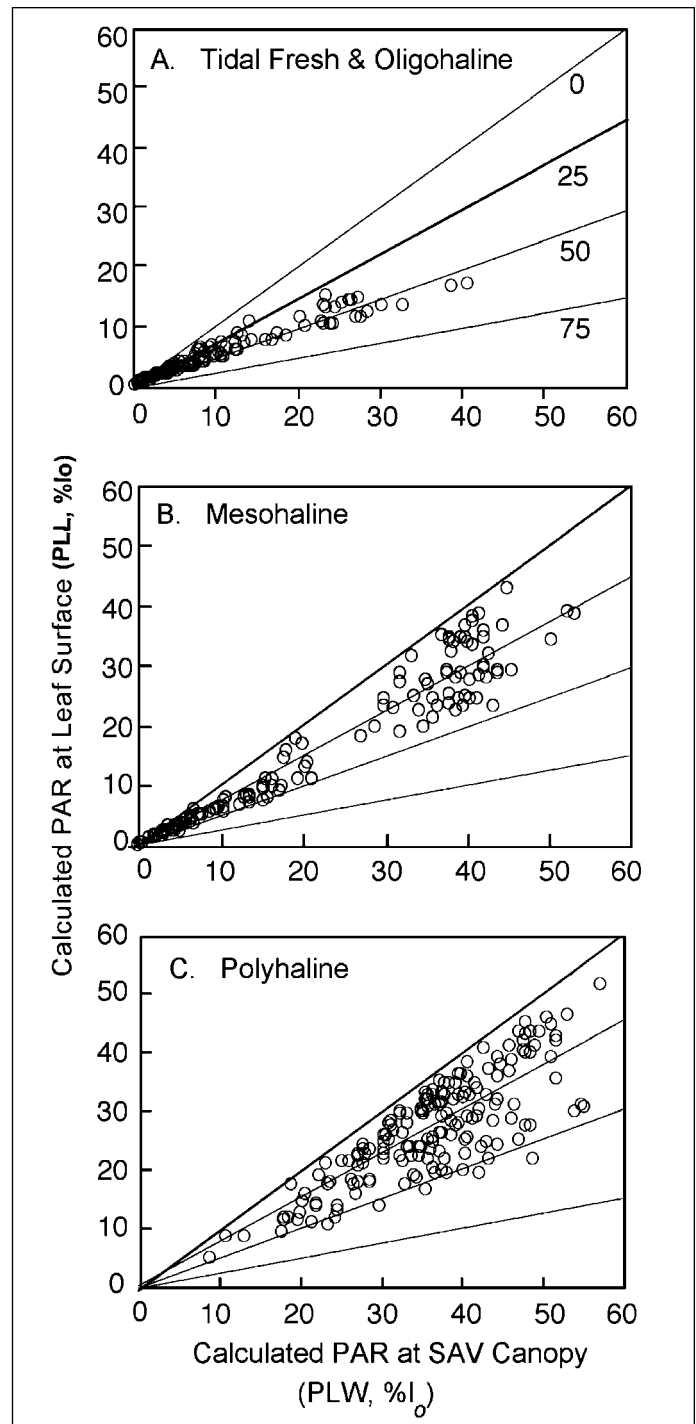 A. Tidal Fresh & Oligohaline
60
50
40
30
20
10
0
0
25
50
75
0 10 20 30 40 50 60
Calculated PAR at Leaf Surface (PLL, %Io)
B. Mesohaline
60
50
40
30
20
10
0
0 10 20 30 40 50 60
C. Polyhaline
60
50
40
30
20
10
0
0 10 20 30 40 50 60
Calculated PAR at SAV Canopy
(PLW, %Io)